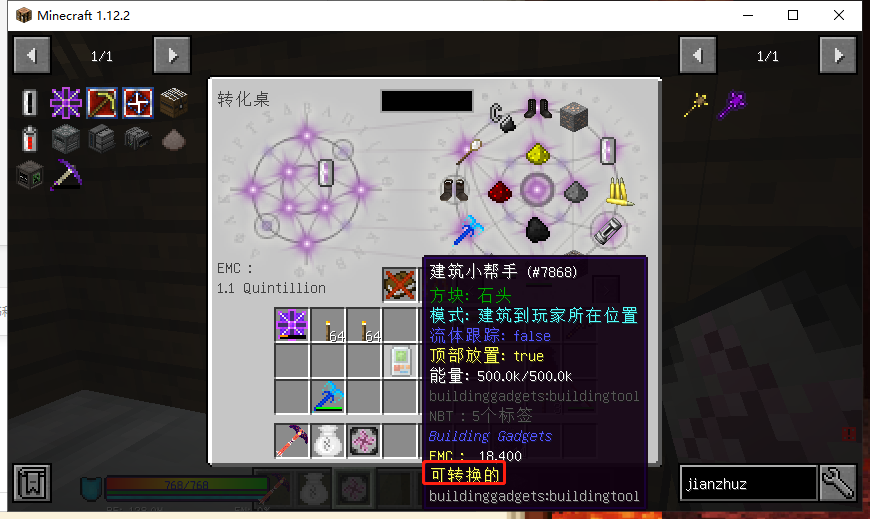 Minecraft 1.12.2
1/1
1/1
转化桌
EMC :
1.1 Quintillion
64
64
建筑小帮手 (#7868)
方块: 石头
模式: 建筑到玩家所在位置
流体跟踪: false
顶部放置: true
能量: 500.0k/500.0k
buildinggadgets:buildingtool
NBT : 5个标签
Building Gadgets
EMC : 18,400
可转换的
buildinggadgets:buildingtool
768/768
jianzhuz